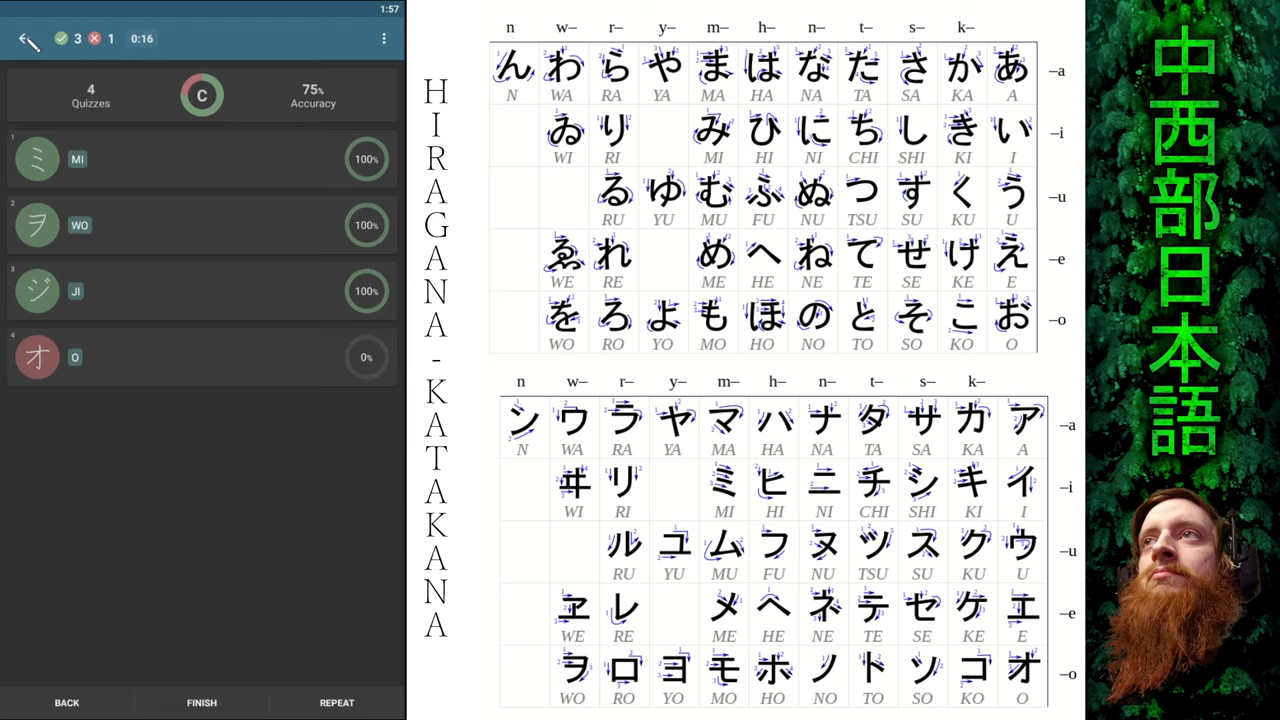 1:57
3 1 0:16
4
Quizzes
C
75%
Accuracy
1
ミ MI 100%
2
ヲ WO 100%
3
ジ JI 100%
4
オ O 0%
BACK FINISH REPEAT
HIRAGANA - KATAKANA
n w– r– y– m– h– n– t– s– k–
ん わ ら や ま は な た さ か あ –a
N WA RA YA MA HA NA TA SA KA A
ゐ り み ひ に ち し き い –i
WI RI MI HI NI CHI SHI KI I
る ゆ む ふ ぬ つ す く う –u
RU YU MU FU NU TSU SU KU U
ゑ れ め へ ね て せ け え –e
WE RE ME HE NE TE SE KE E
を ろ よ も ほ の と そ こ お –o
WO RO YO MO HO NO TO SO KO O
n w– r– y– m– h– n– t– s– k–
ン ワ ラ ヤ マ ハ ナ タ サ カ ア –a
N WA RA YA MA HA NA TA SA KA A
ヰ リ ミ ヒ ニ チ シ キ イ –i
WI RI MI HI NI CHI SHI KI I
ル ユ ム フ ヌ ツ ス ク ウ –u
RU YU MU FU NU TSU SU KU U
ヱ レ メ ヘ ネ テ セ ケ エ –e
WE RE ME HE NE TE SE KE E
ヲ ロ ヨ モ ホ ノ ト ソ コ オ –o
WO RO YO MO HO NO TO SO KO O
中西部日本語